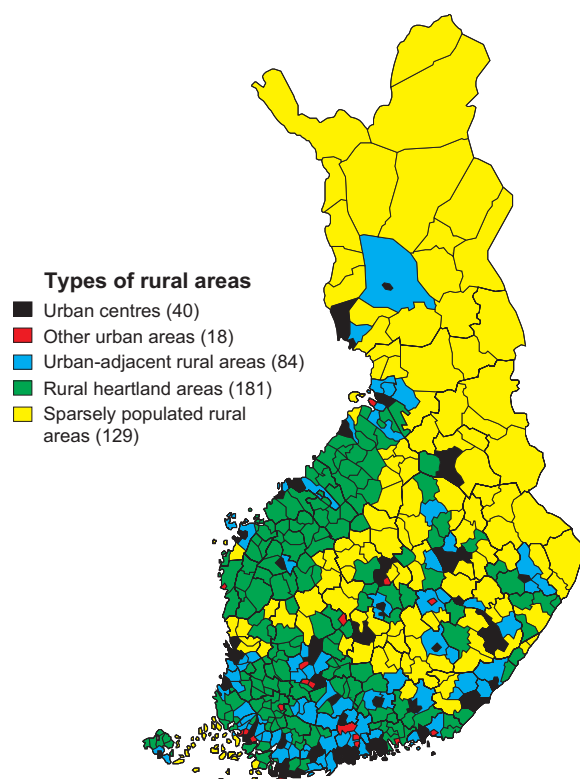 Types of rural areas
Urban centres (40)
Other urban areas (18)
Urban-adjacent rural areas (84)
Rural heartland areas (181)
Sparsely populated rural
areas (129)